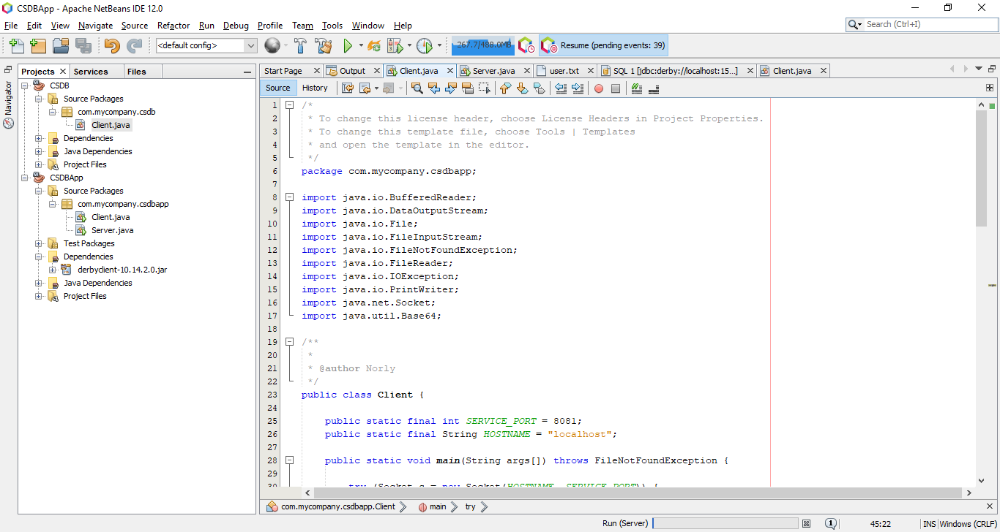 CSDBApp - Apache NetBeans IDE 12.0
File Edit View Navigate Source Refactor Run Debug Profile Team Tools Window Help
Search (Ctrl+I)
<default config>
267.7/488.0MB
Resume (pending events: 39)
Projects Services Files
Start Page Output Client.java Server.java user.txt SQL 1 [jdbc:derby://localhost:15...] Client.java
Source History
Navigator
CSDB
Source Packages
com.mycompany.csdb
Client.java
Dependencies
Java Dependencies
Project Files
CSDBApp
Source Packages
com.mycompany.csdbapp
Client.java
Server.java
Test Packages
Dependencies
derbyclient-10.14.2.0.jar
Java Dependencies
Project Files
1 /*
2 * To change this license header, choose License Headers in Project Properties.
3 * To change this template file, choose Tools | Templates
4 * and open the template in the editor.
5 */
6 package com.mycompany.csdbapp;
7
8 import java.io.BufferedReader;
9 import java.io.DataOutputStream;
10 import java.io.File;
11 import java.io.FileInputStream;
12 import java.io.FileNotFoundException;
13 import java.io.FileReader;
14 import java.io.IOException;
15 import java.io.PrintWriter;
16 import java.net.Socket;
17 import java.util.Base64;
18
19 /**
20 *
21 * @author Norly
22 */
23 public class Client {
24
25 public static final int SERVICE_PORT = 8081;
26 public static final String HOSTNAME = "localhost";
27
28 public static void main(String args[]) throws FileNotFoundException {
29
30 try (Socket s = new Socket(HOSTNAME, SERVICE_PORT)) {
com.mycompany.csdbapp.Client main try
Run (Server) 1 45:22 INS Windows (CRLF)